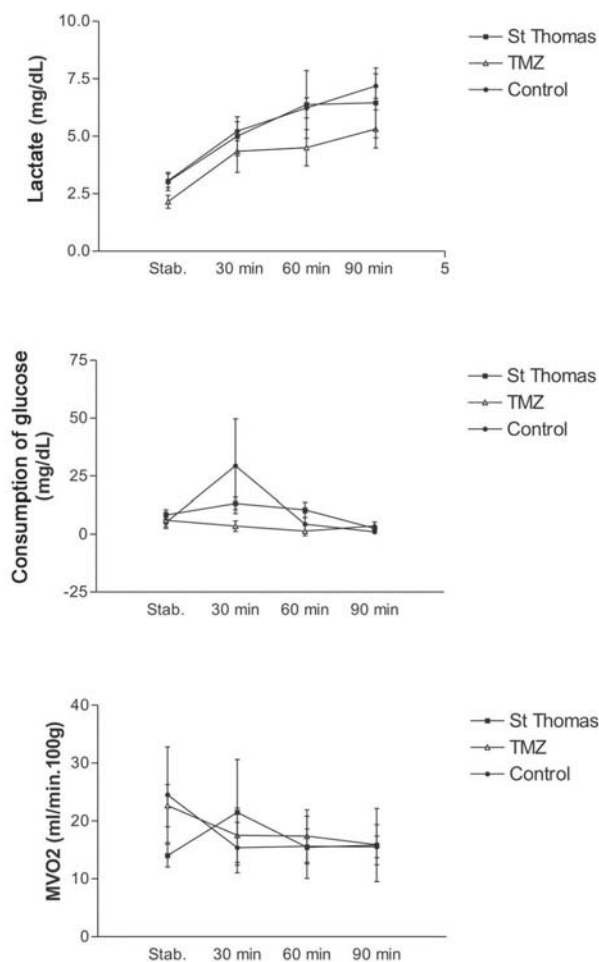 10.0
7.5
5.0
2.5
0.0
Lactate (mg/dL)
Stab. 30 min 60 min 90 min 5
St Thomas
TMZ
Control
75
50
25
0
-25
Consumption of glucose
(mg/dL)
Stab. 30 min 60 min 90 min
St Thomas
TMZ
Control
40
30
20
10
0
MVO2 (ml/min.100g)
Stab. 30 min 60 min 90 min
St Thomas
TMZ
Control